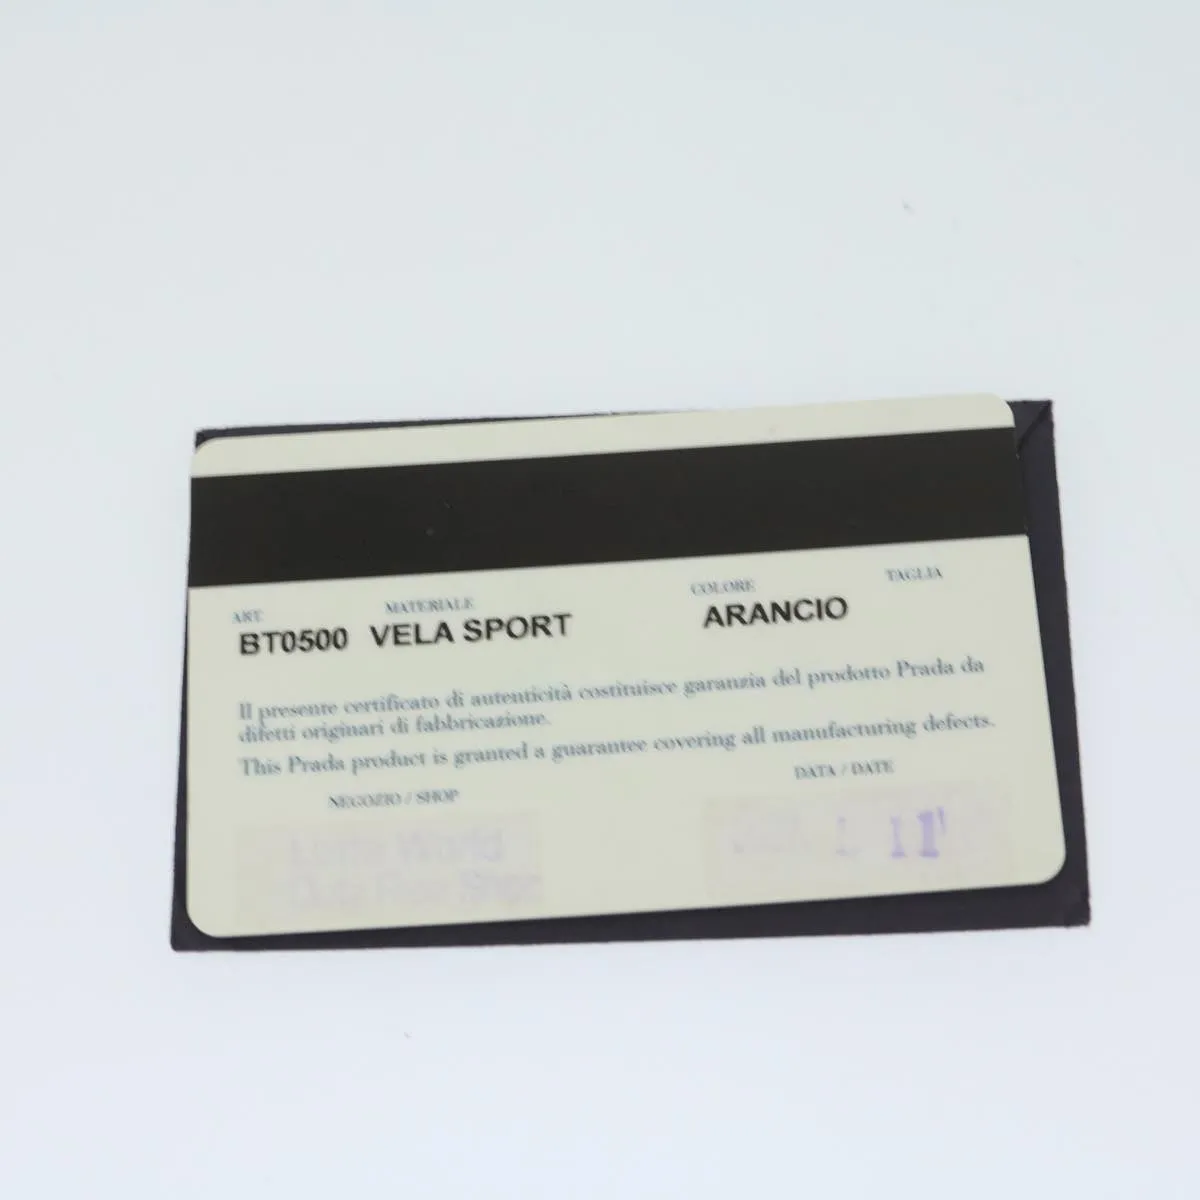 ART.
MATERIALE
COLORE
TAGLIA
BT0500
VELA SPORT
ARANCIO
Il presente certificato di autenticità costituisce garanzia del prodotto Prada da
difetti originari di fabbricazione.
This Prada product is granted a guarantee covering all manufacturing defects.
NEGOZIO / SHOP
DATA / DATE
World